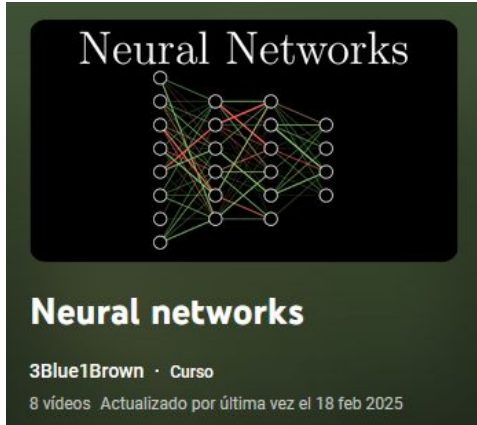 Neural Networks
Neural networks
3Blue1Brown · Curso
8 vídeos Actualizado por última vez el 18 feb 2025